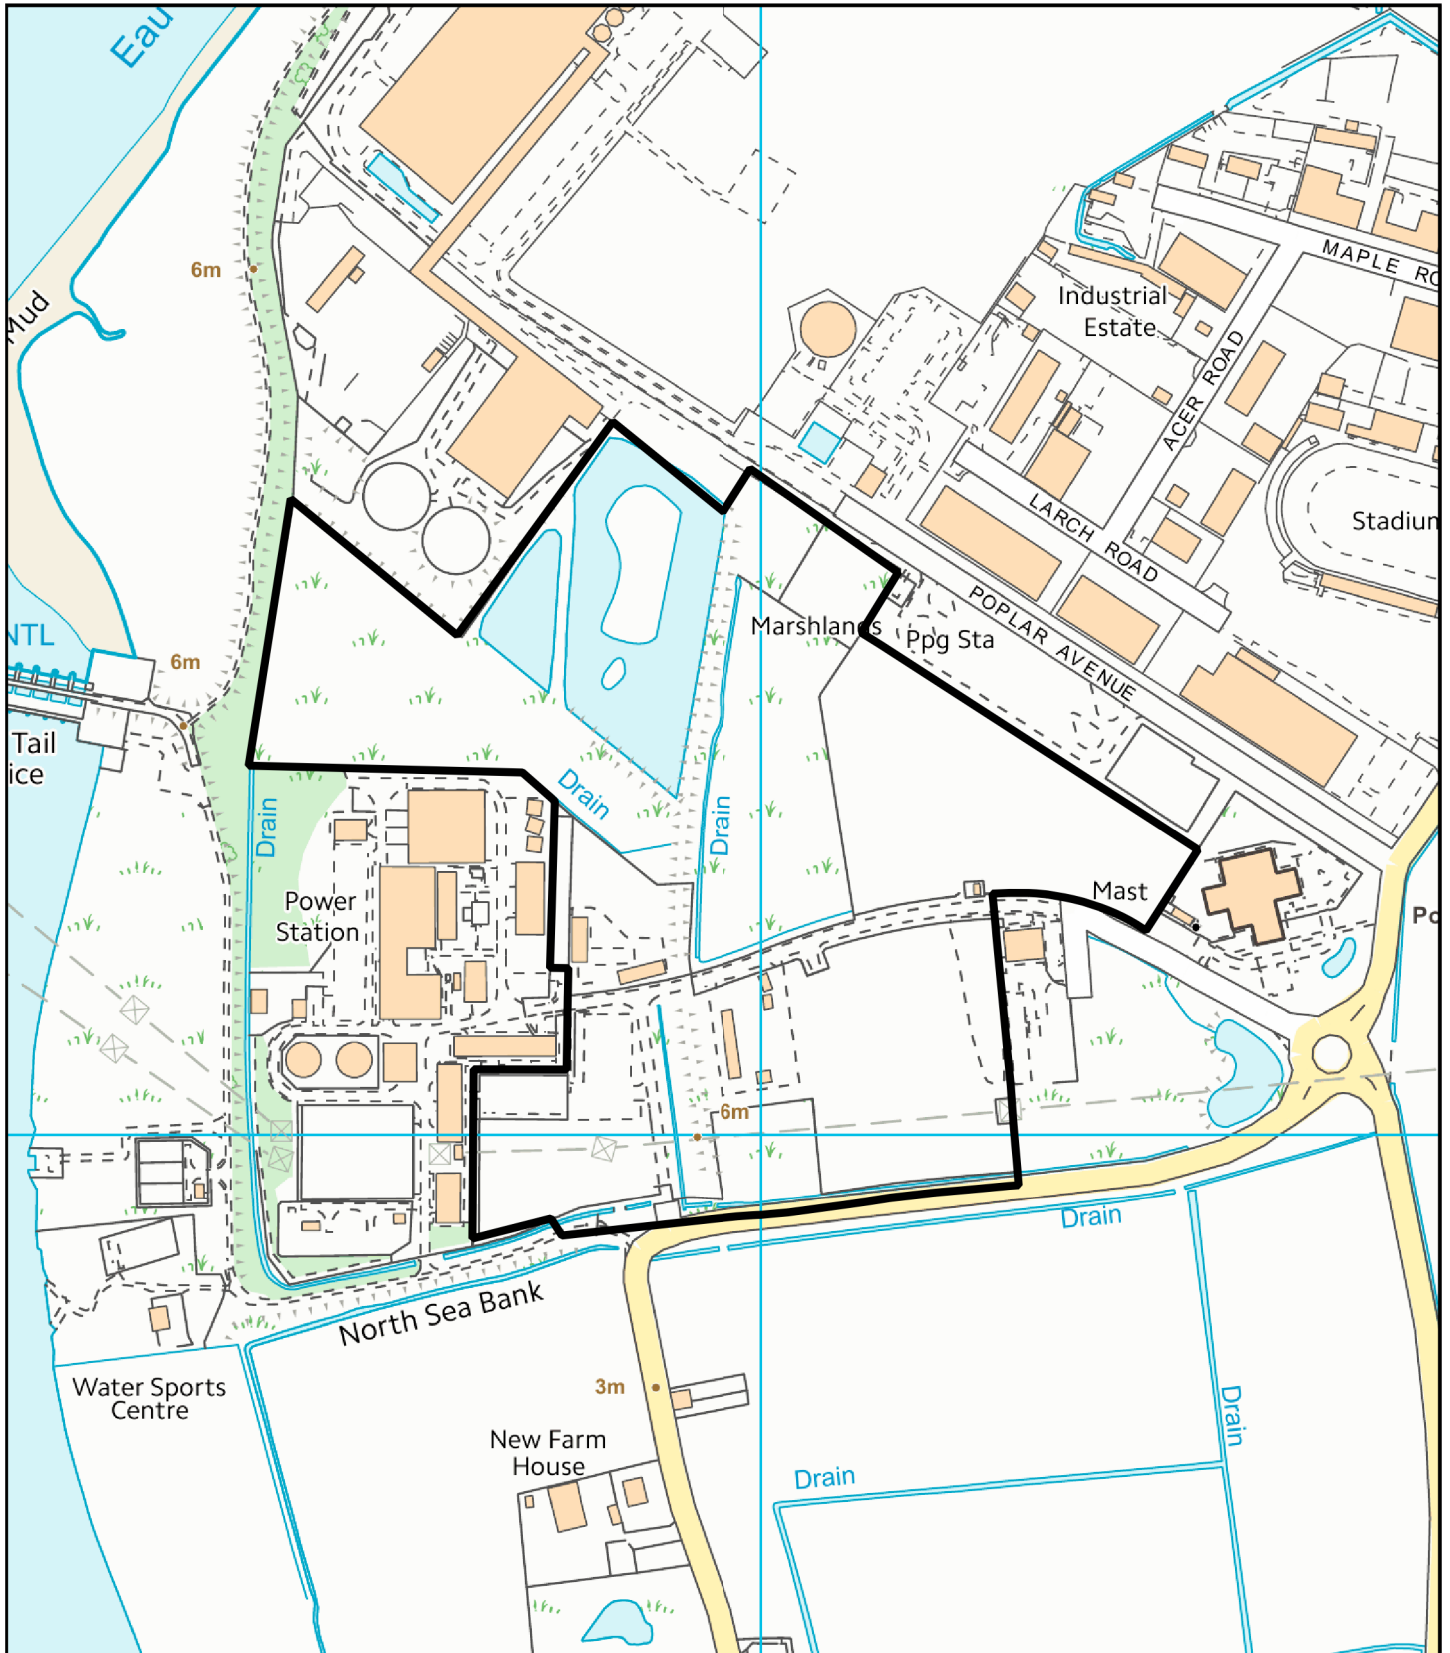 Eau
6m
Mud
Industrial
Estate
MAPLE RO
ACER ROAD
LARCH ROAD
Stadium
POPLAR AVENUE
Marshlands
Ppg Sta
NTL
6m
Tail
ice
Drain
Drain
Drain
Power
Station
Mast
Po
6m
Drain
North Sea Bank
Water Sports
Centre
3m
New Farm
House
Drain
Drain